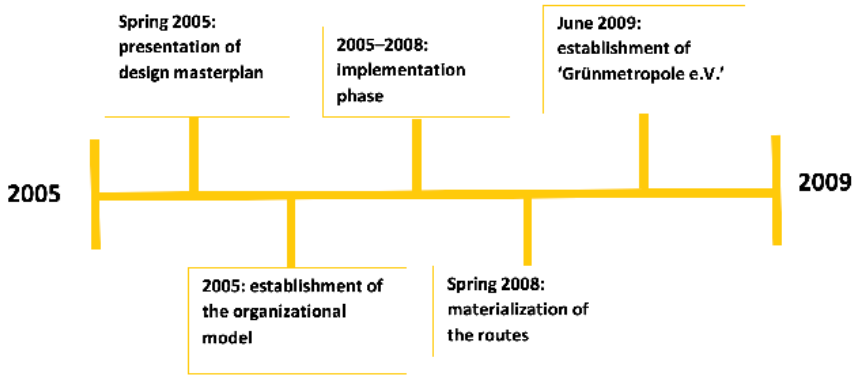 Spring 2005:
presentation of
design masterplan
2005–2008:
implementation
phase
June 2009:
establishment of
‘Grünmetropole e.V.’
2005
2009
2005: establishment of
the organizational
model
Spring 2008:
materialization of
the routes